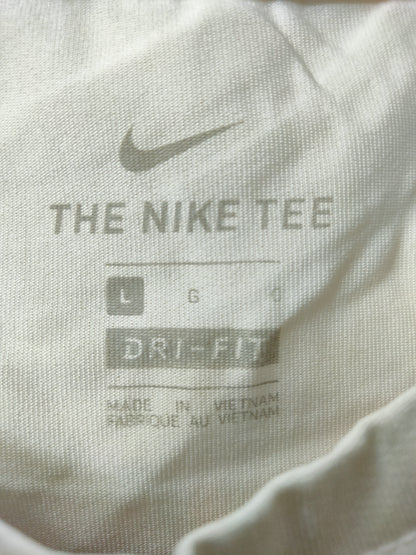 THE NIKE TEE
L G G
DRI-FIT
MADE IN VIETNAM
FABRIQUE AU VIETNAM